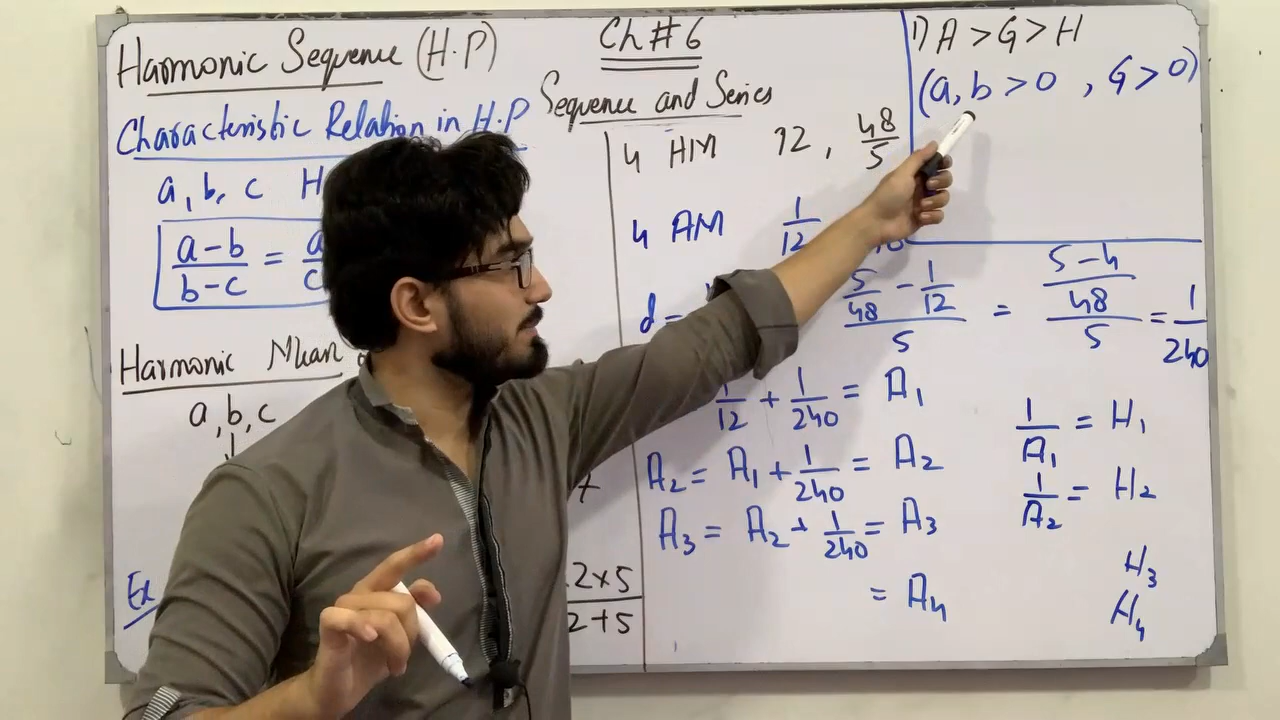 Ch # 6
Sequence and Series
Harmonic Sequence (H.P)
Characteristic Relation in H.P
a, b, c H
a-b / b-c = a / c
Harmonic Mean
a, b, c
Ex
2×5 / 2+5
4 HM 12, 48/5
4 AM 1/12
d =
5/48 - 1/12 / 5 = 5-4 / 48 / 5 = 1/240
1/12 + 1/240 = A1
A2 = A1 + 1/240 = A2
A3 = A2 + 1/240 = A3
= A4
1/A1 = H1
1/A2 = H2
H3
H4
1) A > G > H
(a, b > 0, G > 0)